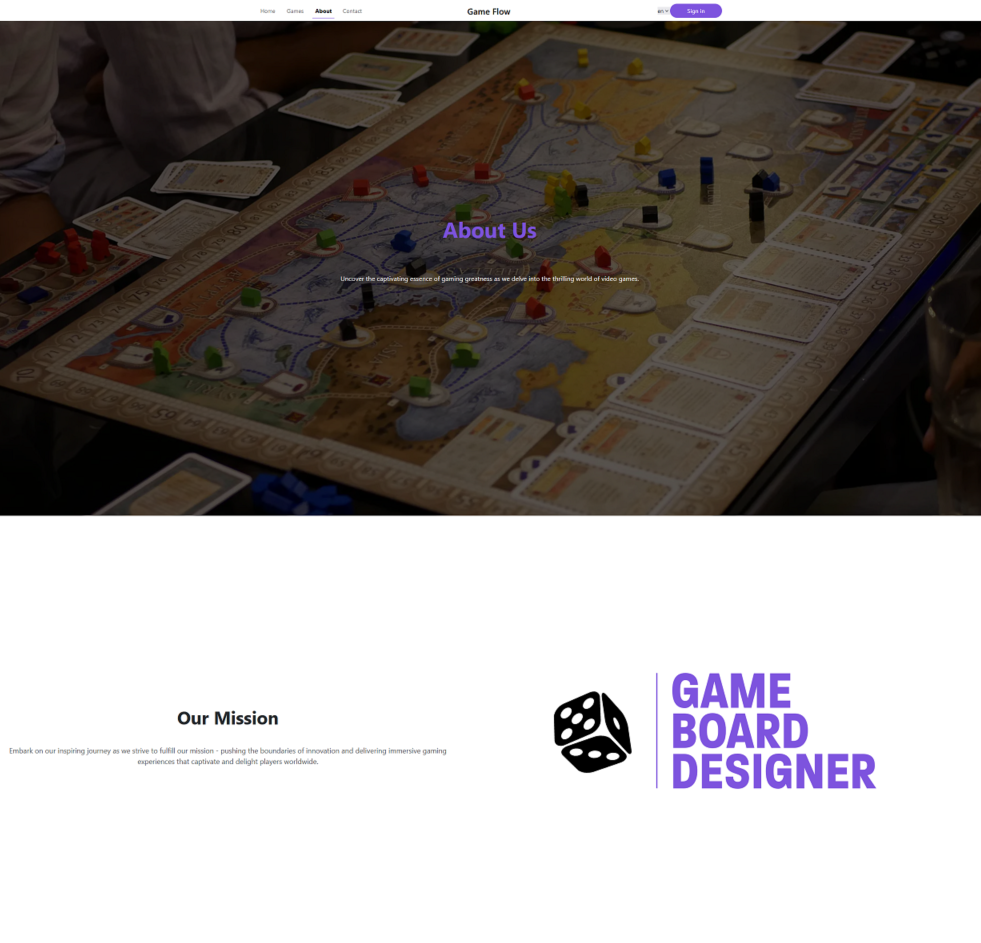 Home Games About Contact Game Flow en Sign in
About Us
Uncover the captivating essence of gaming greatness as we delve into the thrilling world of video games.
Our Mission
Embark on our inspiring journey as we strive to fulfill our mission - pushing the boundaries of innovation and delivering immersive gaming
experiences that captivate and delight players worldwide.
GAME
BOARD
DESIGNER